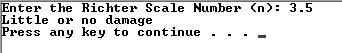 Enter the Richter Scale Number (n): 3.5
Little or no damage
Press any key to continue . . .